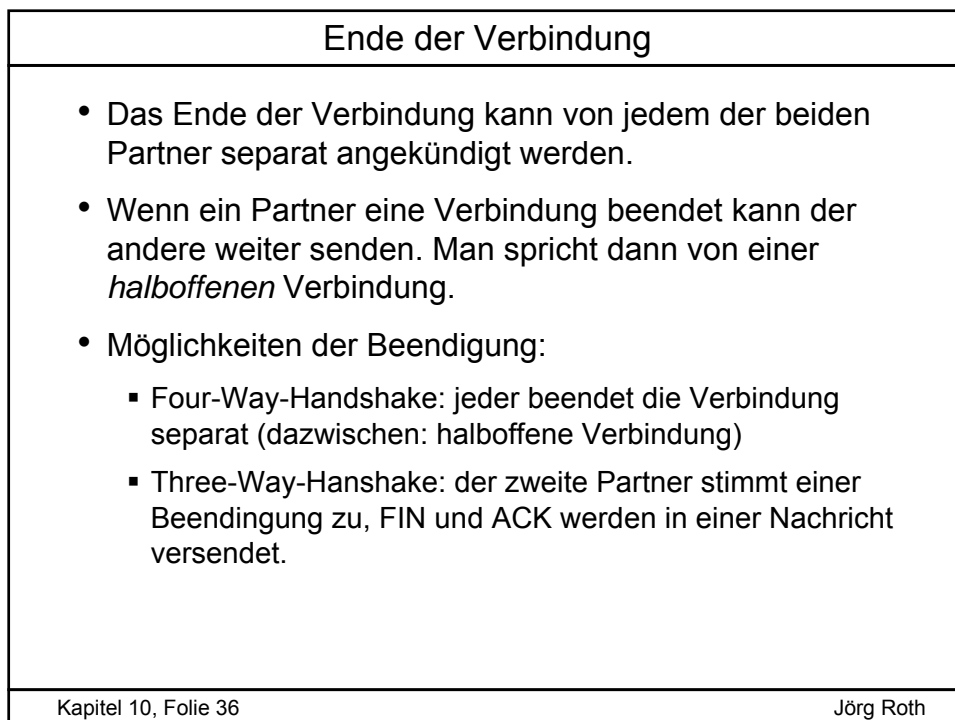 Ende der Verbindung
• Das Ende der Verbindung kann von jedem der beiden
Partner separat angekündigt werden.
• Wenn ein Partner eine Verbindung beendet kann der
andere weiter senden. Man spricht dann von einer
halboffenen Verbindung.
• Möglichkeiten der Beendigung:
▪ Four-Way-Handshake: jeder beendet die Verbindung
separat (dazwischen: halboffene Verbindung)
▪ Three-Way-Hanshake: der zweite Partner stimmt einer
Beendingung zu, FIN und ACK werden in einer Nachricht
versendet.
Kapitel 10, Folie 36
Jörg Roth